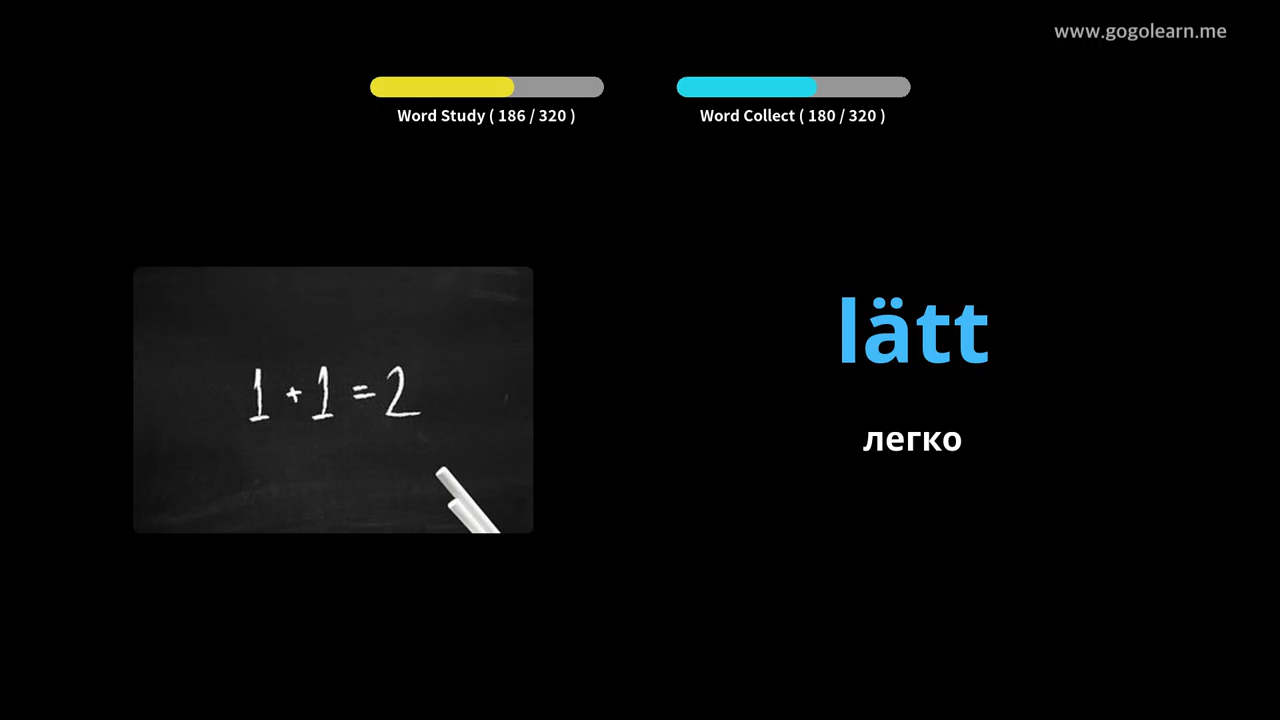 www.gogolearn.me
Word Study ( 186 / 320 )
Word Collect ( 180 / 320 )
1 + 1 = 2
lätt
легко